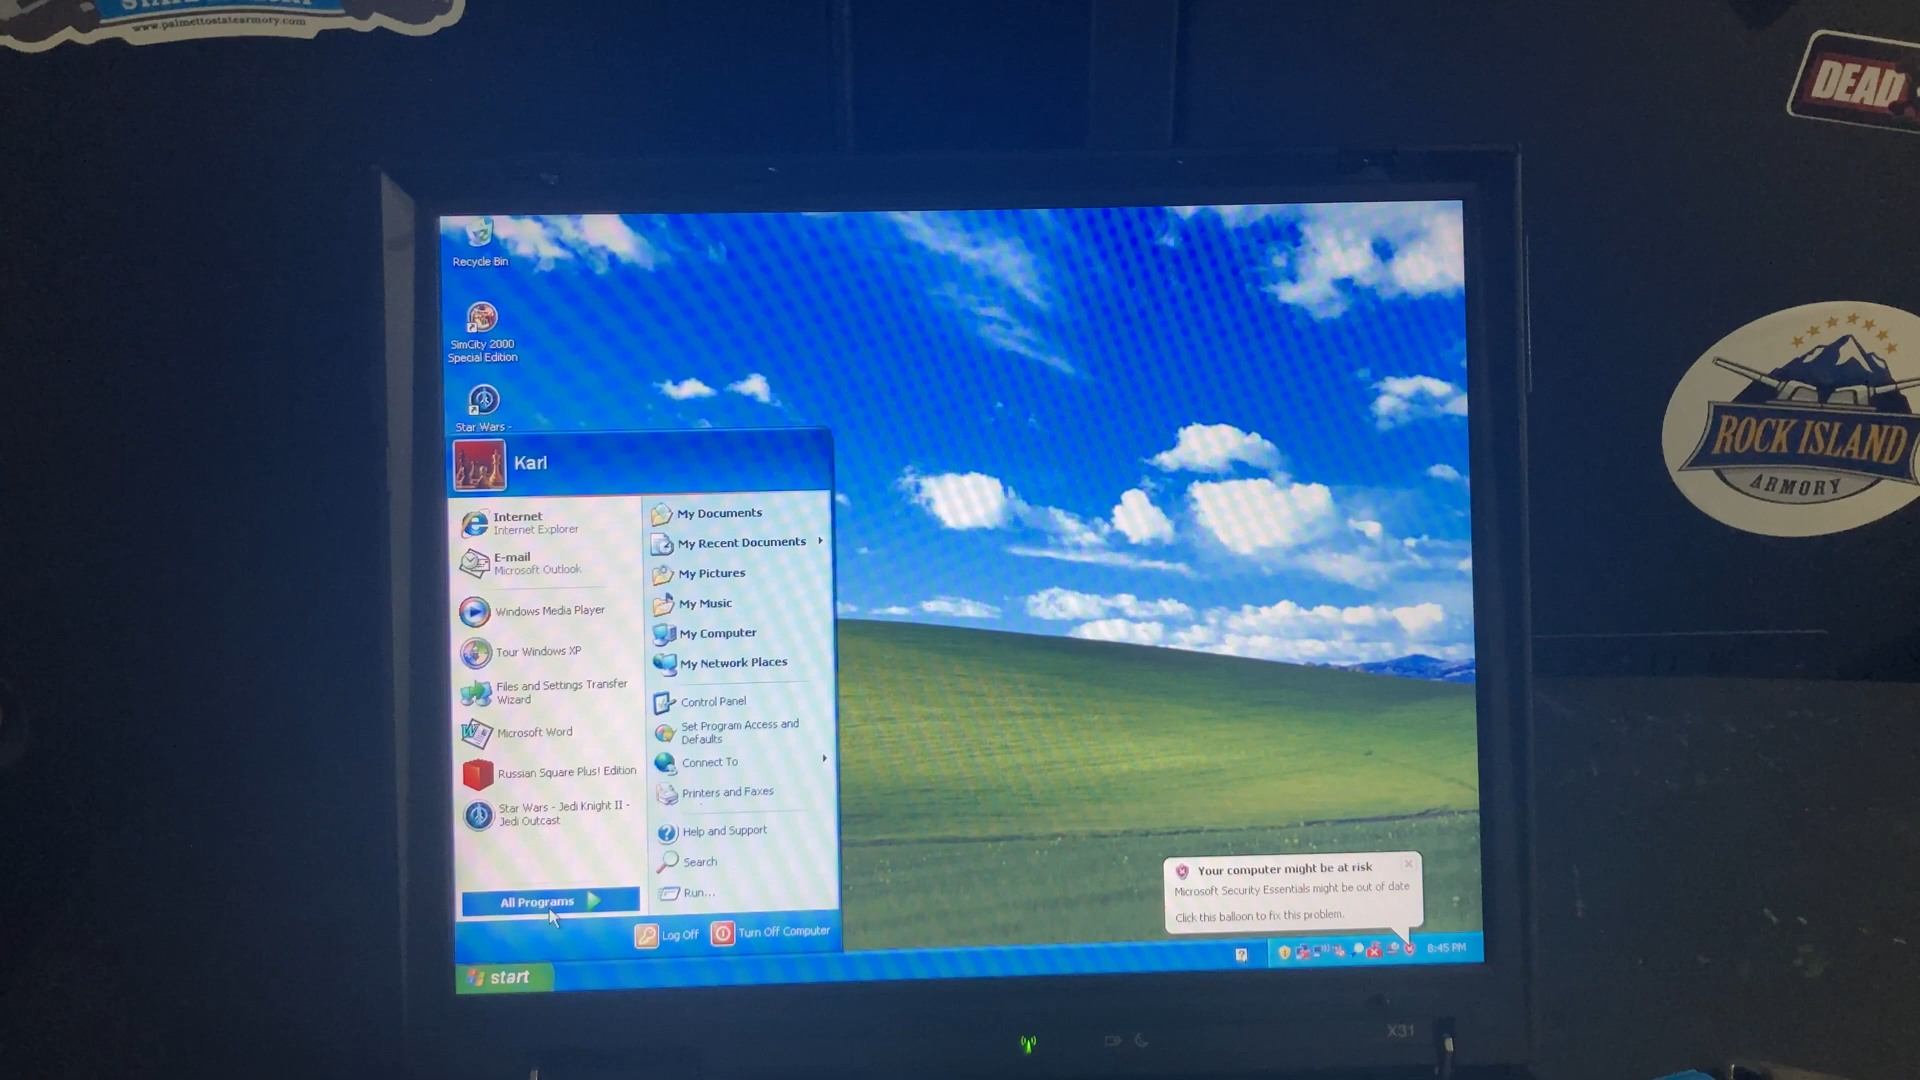 www.palmettostatearmory.com
DEAD
Recycle Bin
SimCity 2000
Special Edition
Star Wars -
Karl
Internet
Internet Explorer
E-mail
Microsoft Outlook
Windows Media Player
Tour Windows XP
Files and Settings Transfer
Wizard
Microsoft Word
Russian Square Plus! Edition
Star Wars - Jedi Knight II -
Jedi Outcast
All Programs
My Documents
My Recent Documents
My Pictures
My Music
My Computer
My Network Places
Control Panel
Set Program Access and
Defaults
Connect To
Printers and Faxes
Help and Support
Search
Run...
Log Off
Turn Off Computer
start
Your computer might be at risk
Microsoft Security Essentials might be out of date
Click this balloon to fix this problem.
8:45 PM
X31
ROCK ISLAND
ARMORY